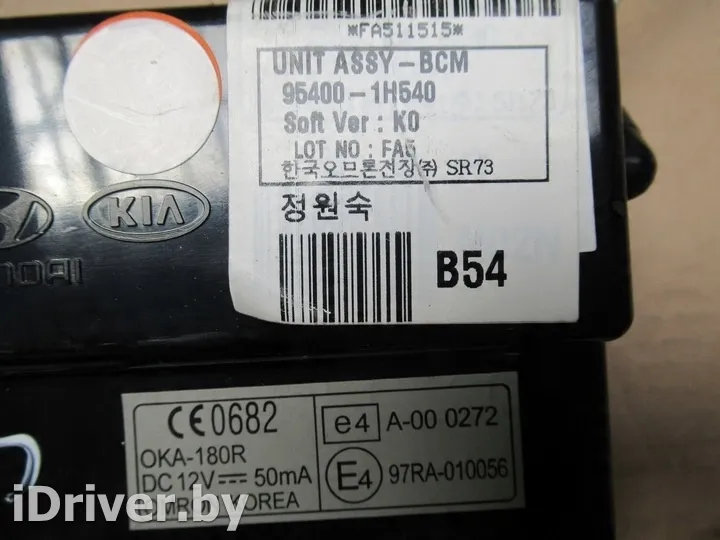 *FA511515*
UNIT ASSY-BCM
95400-1H540
Soft Ver : K0
LOT NO : FA5
한국오므론전장(주) SR73
정원숙
KIA
B54
CE0682
OKA-180R
DC 12V 50mA
KOREA
e4 A-00 0272
E4 97RA-010056
iDriver.by